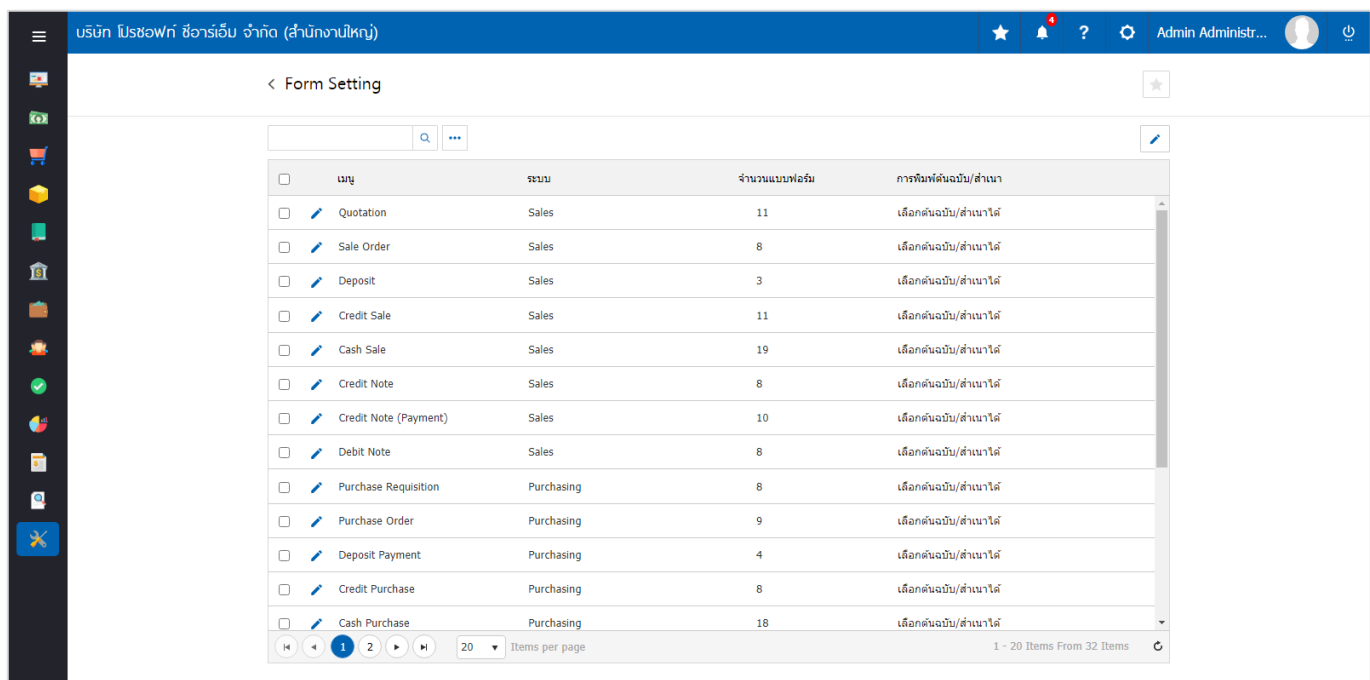 บริษัท โปรซอฟท์ ซีอาร์เอ็ม จำกัด (สำนักงานใหญ่) 4 ? Admin Administr...
< Form Setting
เมนู ระบบ จำนวนแบบฟอร์ม การพิมพ์ต้นฉบับ/สำเนา
Quotation Sales 11 เลือกต้นฉบับ/สำเนาได้
Sale Order Sales 8 เลือกต้นฉบับ/สำเนาได้
Deposit Sales 3 เลือกต้นฉบับ/สำเนาได้
Credit Sale Sales 11 เลือกต้นฉบับ/สำเนาได้
Cash Sale Sales 19 เลือกต้นฉบับ/สำเนาได้
Credit Note Sales 8 เลือกต้นฉบับ/สำเนาได้
Credit Note (Payment) Sales 10 เลือกต้นฉบับ/สำเนาได้
Debit Note Sales 8 เลือกต้นฉบับ/สำเนาได้
Purchase Requisition Purchasing 8 เลือกต้นฉบับ/สำเนาได้
Purchase Order Purchasing 9 เลือกต้นฉบับ/สำเนาได้
Deposit Payment Purchasing 4 เลือกต้นฉบับ/สำเนาได้
Credit Purchase Purchasing 8 เลือกต้นฉบับ/สำเนาได้
Cash Purchase Purchasing 18 เลือกต้นฉบับ/สำเนาได้
1 2 20 Items per page 1 - 20 Items From 32 Items